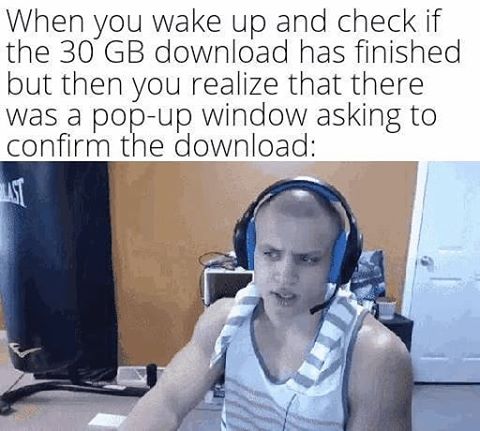 When you wake up and check if
the 30 GB download has finished
but then you realize that there
was a pop-up window asking to
confirm the download:
LAST